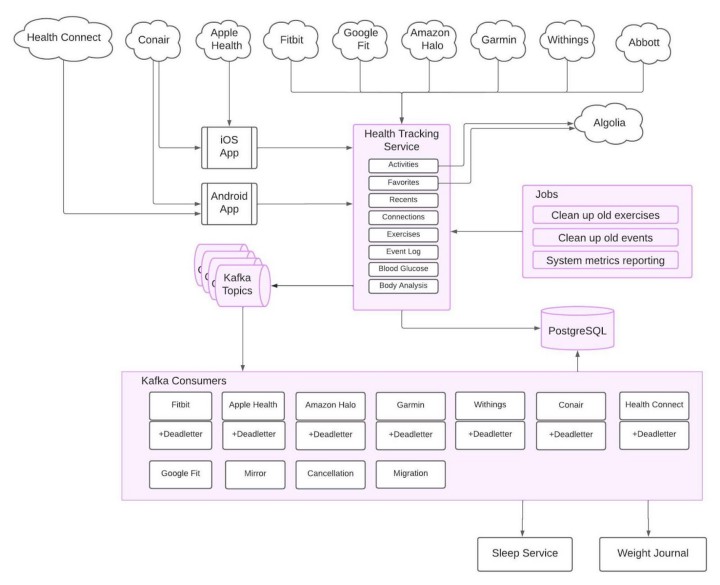 Health Connect
Conair
Apple
Health
Fitbit
Google
Fit
Amazon
Halo
Garmin
Withings
Abbott
iOS
App
Health Tracking
Service
Algolia
Activities
Favorites
Recents
Connections
Exercises
Event Log
Blood Glucose
Body Analysis
Android
App
Jobs
Clean up old exercises
Clean up old events
System metrics reporting
Kafka
Topics
PostgreSQL
Kafka Consumers
Fitbit
Apple Health
Amazon Halo
Garmin
Withings
Conair
Health Connect
+Deadletter
+Deadletter
+Deadletter
+Deadletter
+Deadletter
+Deadletter
+Deadletter
Google Fit
Mirror
Cancellation
Migration
Sleep Service
Weight Journal